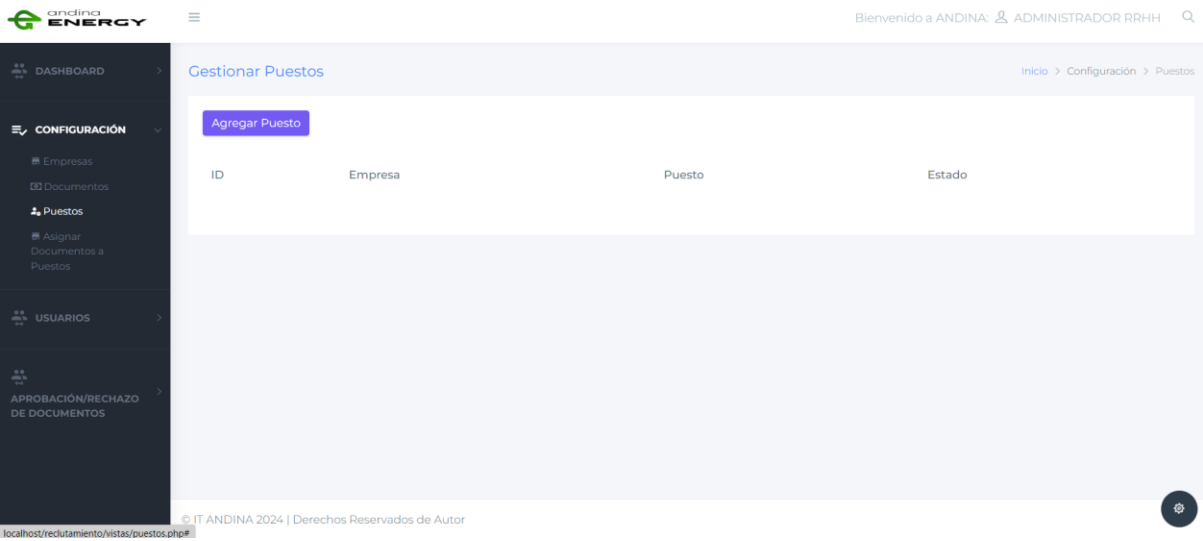 andina
ENERGY
Bienvenido a ANDINA: ADMINISTRADOR RRHH
DASHBOARD
CONFIGURACIÓN
Empresas
Documentos
Puestos
Asignar
Documentos a
Puestos
USUARIOS
APROBACIÓN/RECHAZO
DE DOCUMENTOS
Gestionar Puestos
Inicio > Configuración > Puestos
Agregar Puesto
ID Empresa Puesto Estado
© IT ANDINA 2024 | Derechos Reservados de Autor
localhost/reclutamiento/vistas/puestos.php#